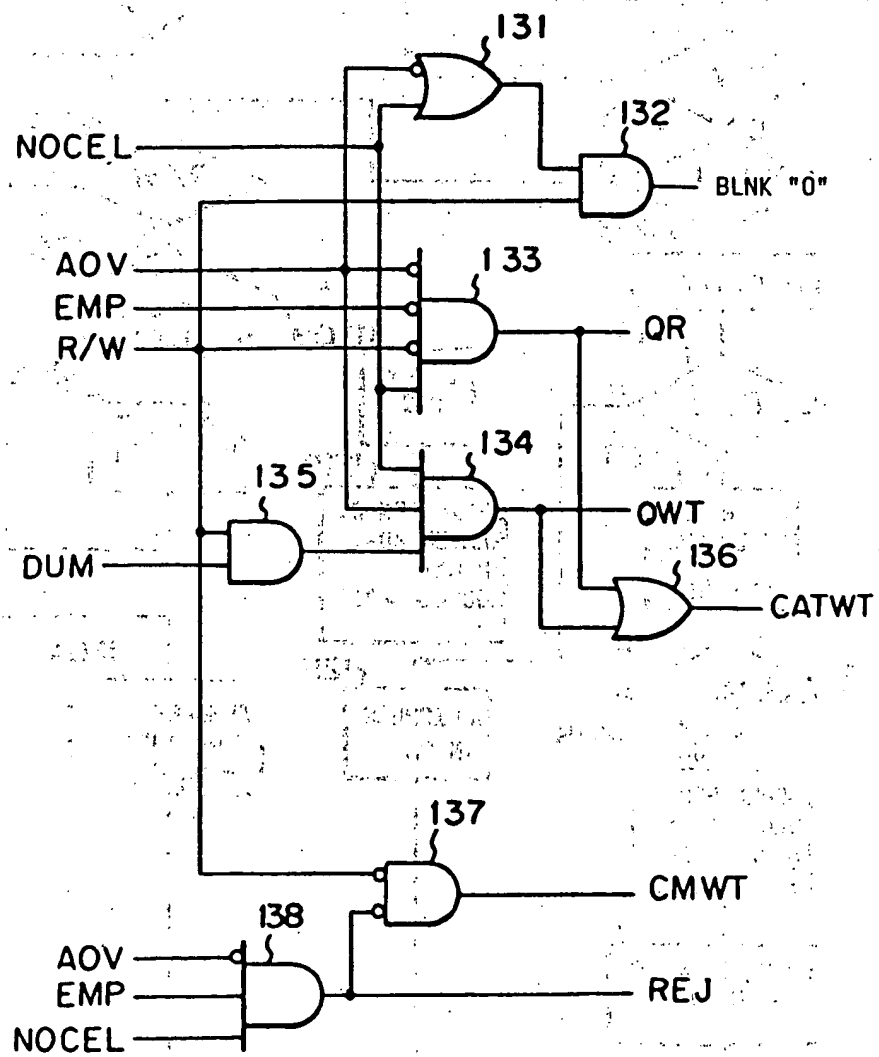 131
132
NOCEL
BLNK "0"
AOV
133
EMP
QR
R/W
134
135
QWT
DUM
136
CATWT
137
CMWT
138
AOV
EMP
REJ
NOCEL